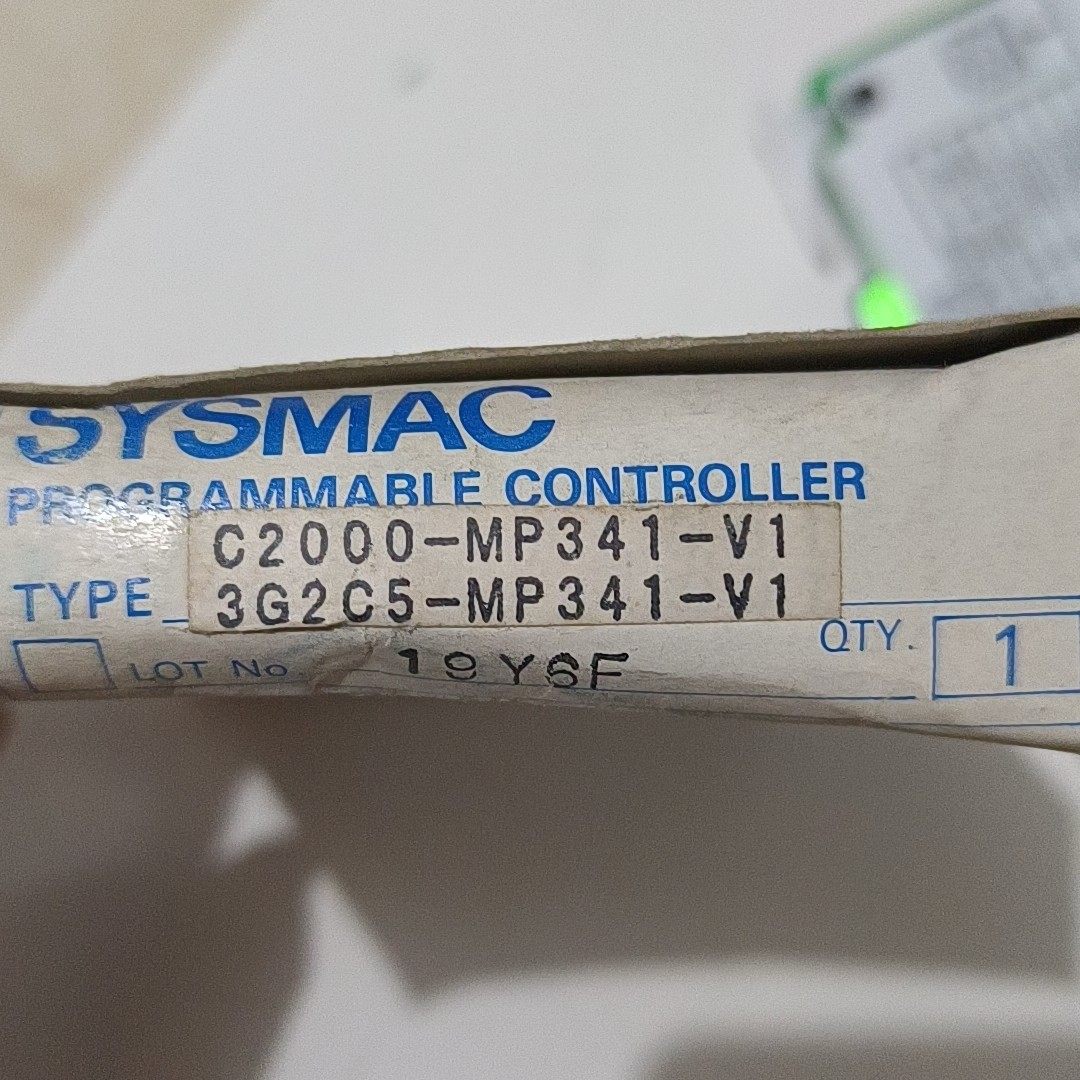 SYSMAC
PROGRAMMABLE CONTROLLER
C2000-MP341-V1
TYPE 3G2C5-MP341-V1
QTY. 1
LOT No. 19Y6F